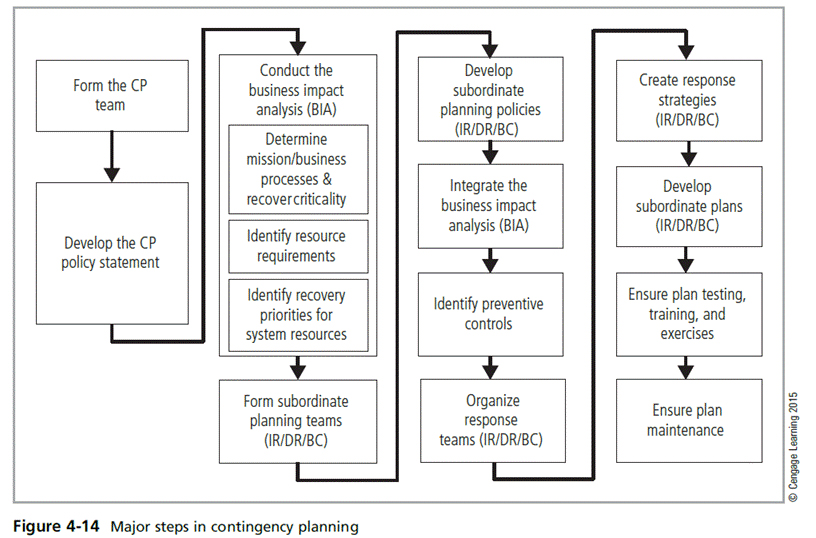 Form the CP
team
Develop the CP
policy statement
Conduct the
business impact
analysis (BIA)
Determine
mission/business
processes &
recover criticality
Identify resource
requirements
Identify recovery
priorities for
system resources
Form subordinate
planning teams
(IR/DR/BC)
Develop
subordinate
planning policies
(IR/DR/BC)
Integrate the
business impact
analysis (BIA)
Identify preventive
controls
Organize
response
teams (IR/DR/BC)
Create response
strategies
(IR/DR/BC)
Develop
subordinate plans
(IR/DR/BC)
Ensure plan testing,
training, and
exercises
Ensure plan
maintenance
© Cengage Learning 2015
Figure 4-14 Major steps in contingency planning